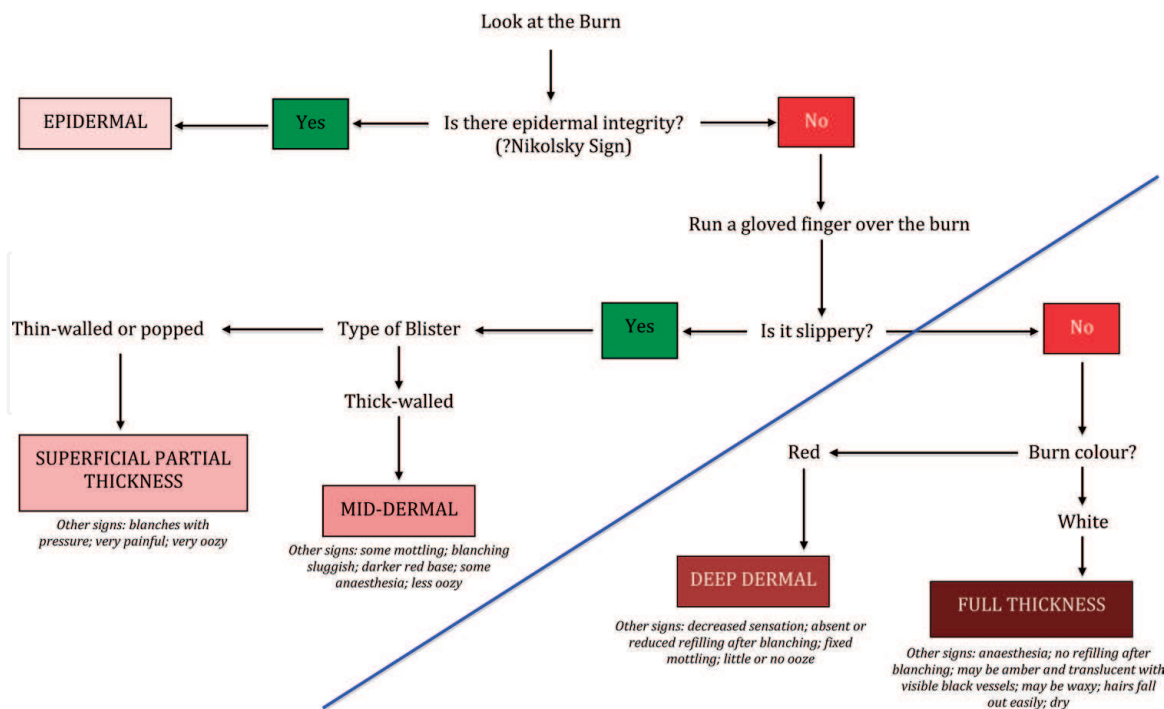 Look at the Burn
EPIDERMAL
Yes
Is there epidermal integrity?
(?Nikolsky Sign)
No
Run a gloved finger over the burn
Thin-walled or popped
Type of Blister
Yes
Is it slippery?
No
Thick-walled
SUPERFICIAL PARTIAL
THICKNESS
Other signs: blanches with
pressure; very painful; very oozy
MID-DERMAL
Other signs: some mottling; blanching
sluggish; darker red base; some
anaesthesia; less oozy
Red
Burn colour?
White
DEEP DERMAL
Other signs: decreased sensation; absent or
reduced refilling after blanching; fixed
mottling; little or no ooze
FULL THICKNESS
Other signs: anaesthesia; no refilling after
blanching; may be amber and translucent with
visible black vessels; may be waxy; hairs fall
out easily; dry